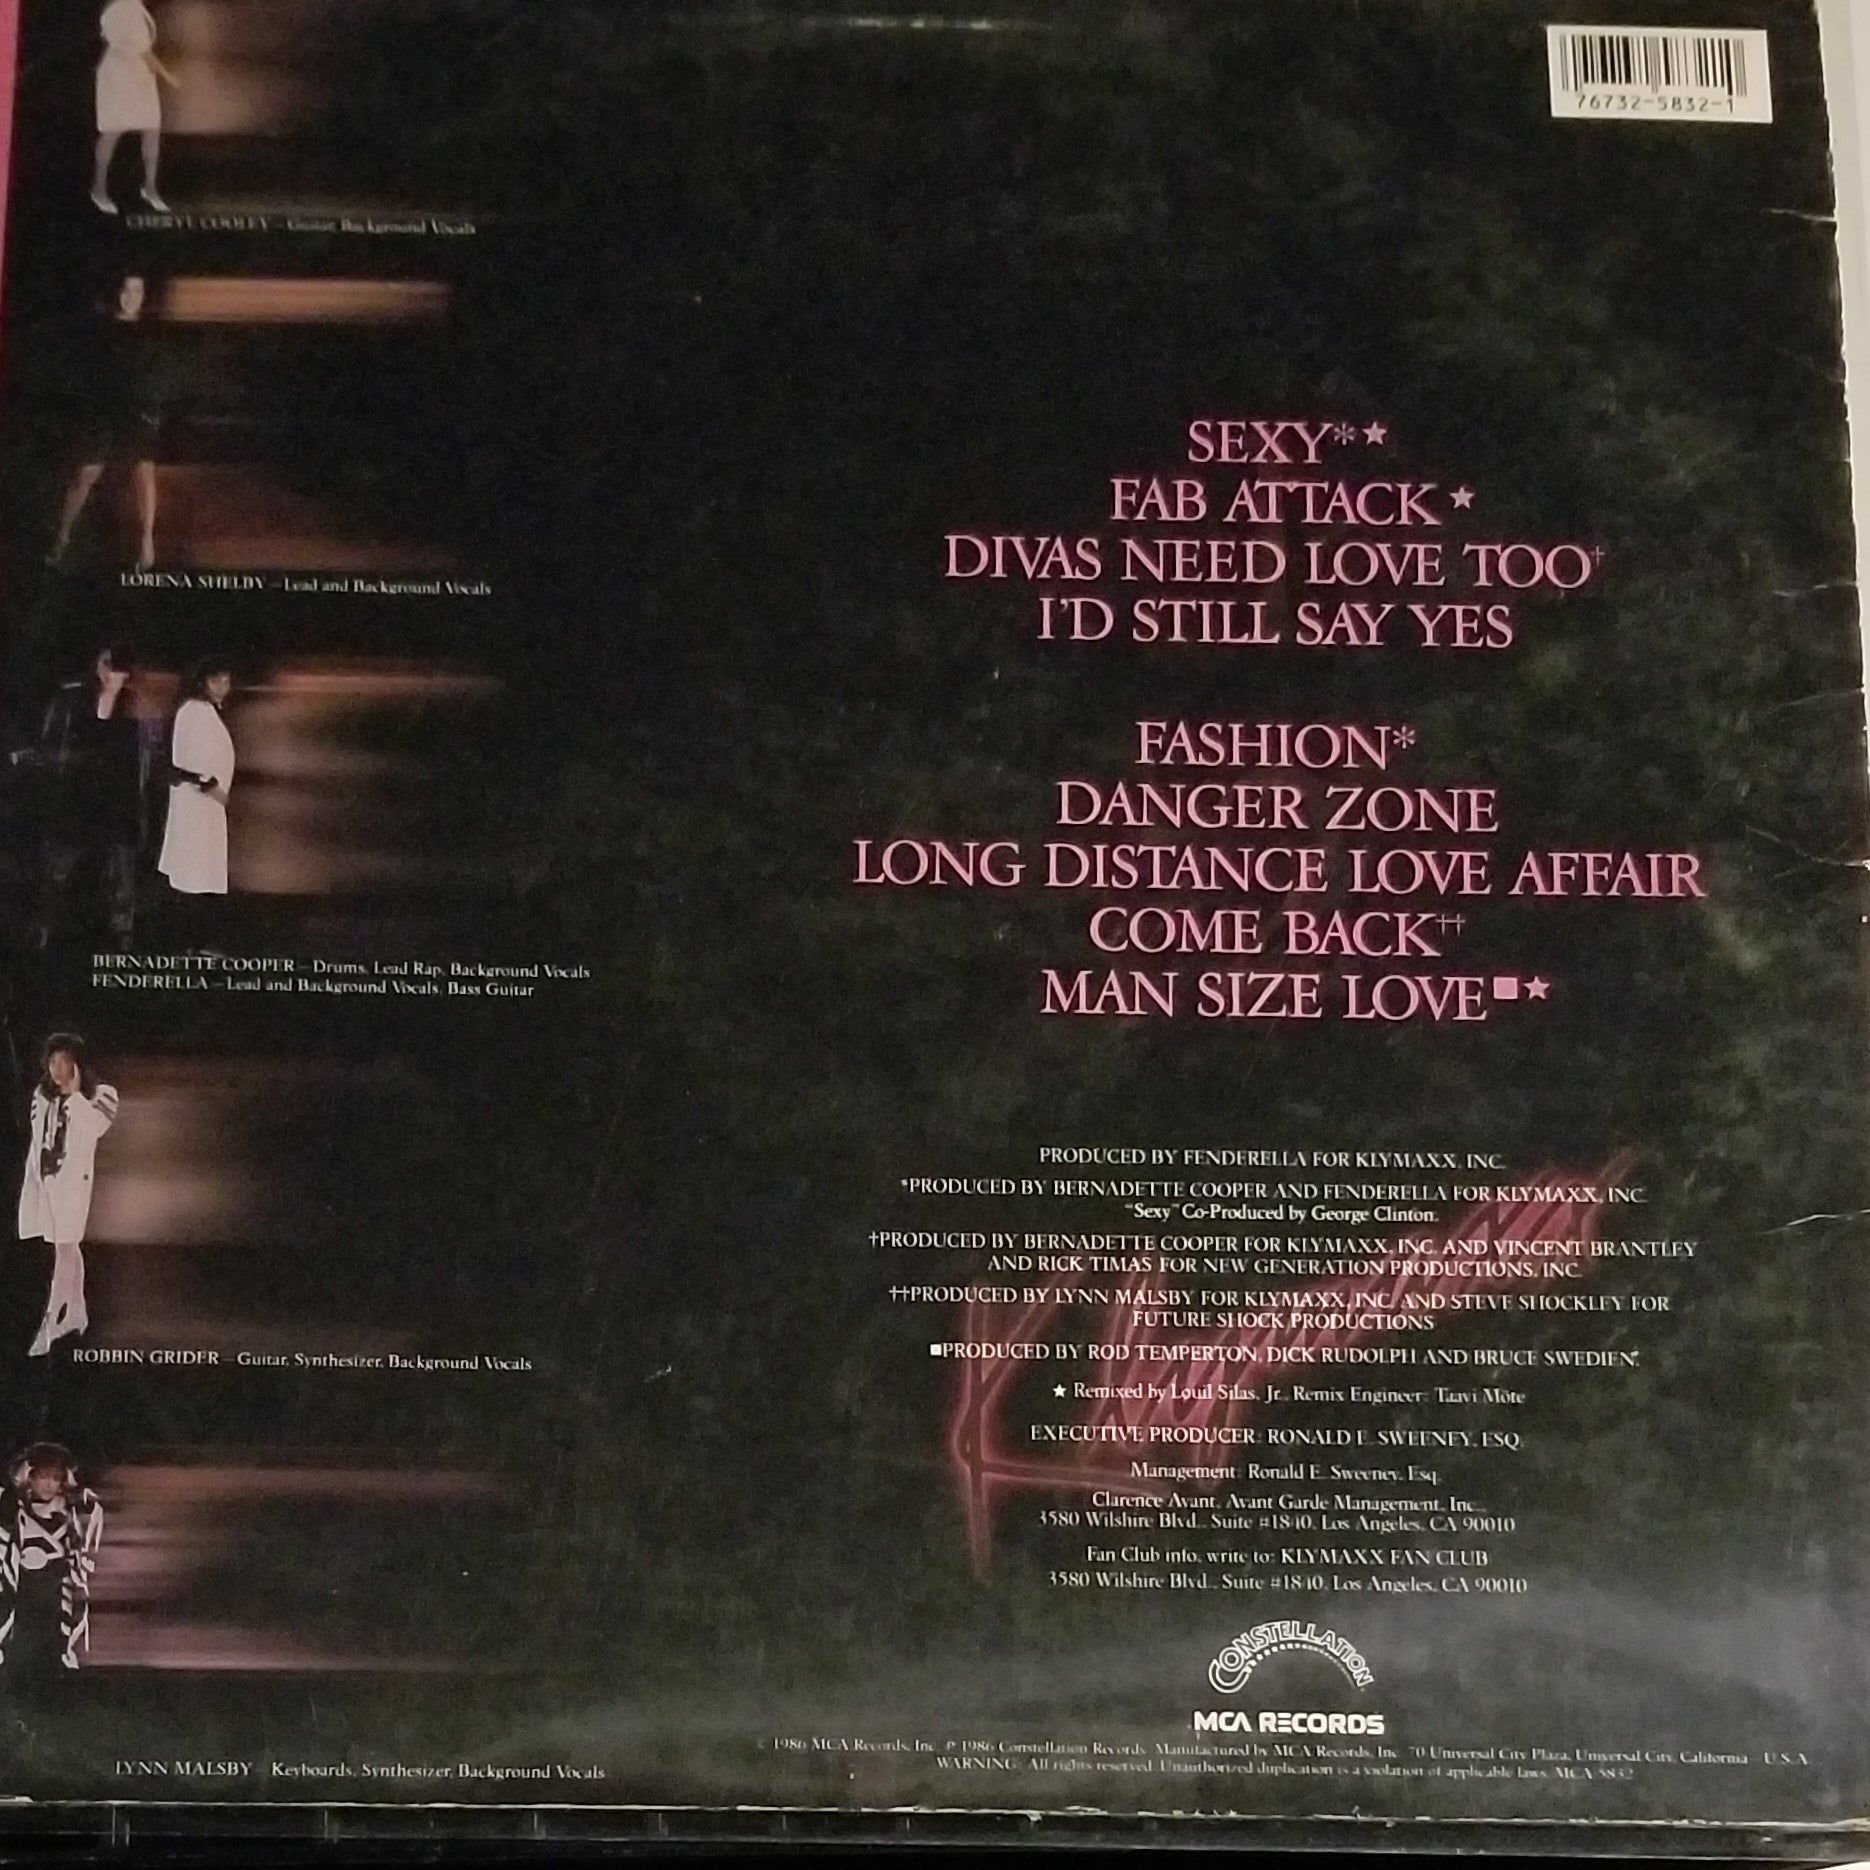 76732-5832-1
CHERYL COOLEY – Guitar, Background Vocals
LORENA SHELBY – Lead and Background Vocals
BERNADETTE COOPER – Drums, Lead Rap, Background Vocals
FENDERELLA – Lead and Background Vocals, Bass Guitar
ROBBIN GRIDER – Guitar, Synthesizer, Background Vocals
LYNN MALSBY Keyboards, Synthesizer, Background Vocals
SEXY*★
FAB ATTACK ★
DIVAS NEED LOVE TOO†
I'D STILL SAY YES
FASHION*
DANGER ZONE
LONG DISTANCE LOVE AFFAIR
COME BACK††
MAN SIZE LOVE■★
PRODUCED BY FENDERELLA FOR KLYMAXX, INC.
*PRODUCED BY BERNADETTE COOPER AND FENDERELLA FOR KLYMAXX, INC.
"Sexy" Co-Produced by George Clinton.
†PRODUCED BY BERNADETTE COOPER FOR KLYMAXX, INC. AND VINCENT BRANTLEY
AND RICK TIMAS FOR NEW GENERATION PRODUCTIONS, INC.
††PRODUCED BY LYNN MALSBY FOR KLYMAXX, INC. AND STEVE SHOCKLEY FOR
FUTURE SHOCK PRODUCTIONS
■PRODUCED BY ROD TEMPERTON, DICK RUDOLPH AND BRUCE SWEDIEN.
★ Remixed by Louil Silas, Jr., Remix Engineer: Taavi Mote
EXECUTIVE PRODUCER: RONALD E. SWEENEY, ESQ.
Management: Ronald E. Sweeney, Esq.
Clarence Avant, Avant Garde Management, Inc.,
3580 Wilshire Blvd., Suite #1840, Los Angeles, CA 90010
Fan Club info, write to: KLYMAXX FAN CLUB
3580 Wilshire Blvd., Suite #1840, Los Angeles, CA 90010
Klymaxx
CONSTELLATION
MCA RECORDS
© 1986 MCA Records, Inc. ℗ 1986 Constellation Records. Manufactured by MCA Records, Inc. 70 Universal City Plaza, Universal City, California – U.S.A.
WARNING: All rights reserved. Unauthorized duplication is a violation of applicable laws. MCA 5832